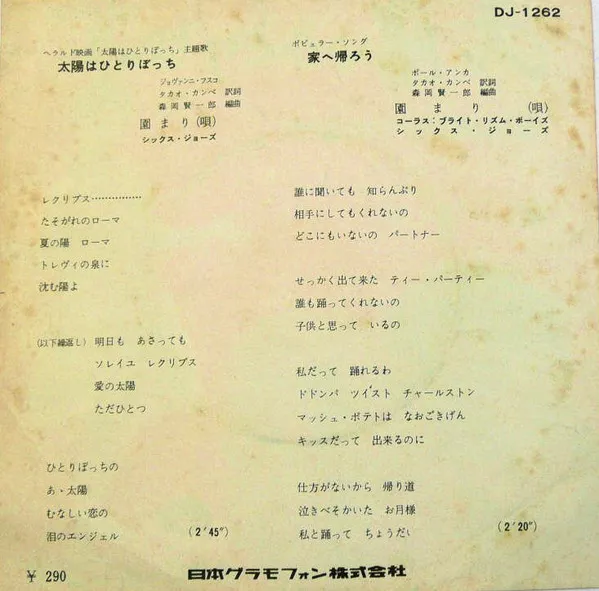 DJ-1262
ヘラルド映画「太陽はひとりぼっち」主題歌
太陽はひとりぼっち
ジョヴァンニ・フスコ
タカオ・カンベ 訳詞
森岡賢一郎 編曲
園まり(唄)
シックス・ジョーズ
レクリプス……………
たそがれのローマ
夏の陽 ローマ
トレヴィの泉に
沈む陽よ
(以下繰返し) 明日も あさっても
ソレイユ レクリプス
愛の太陽
ただひとつ
ひとりぼっちの
あゝ太陽
むなしい恋の
泪のエンジェル
(2'45")
ポピュラー・ソング
家へ帰ろう
ポール・アンカ
タカオ・カンベ 訳詞
森岡賢一郎 編曲
園まり(唄)
コーラス:ブライト・リズム・ボーイズ
シックス・ジョーズ
誰に聞いても 知らんぷり
相手にしてもくれないの
どこにもいないの パートナー
せっかく出て来た ティー・パーティー
誰も踊ってくれないの
子供と思って いるの
私だって 踊れるわ
ドドンパ ツイスト チャールストン
マッシュ・ポテトは なおごきげん
キッスだって 出来るのに
仕方がないから 帰り道
泣きべそかいた お月様
私と踊って ちょうだい
(2'20")
¥ 290
日本グラモフォン株式会社